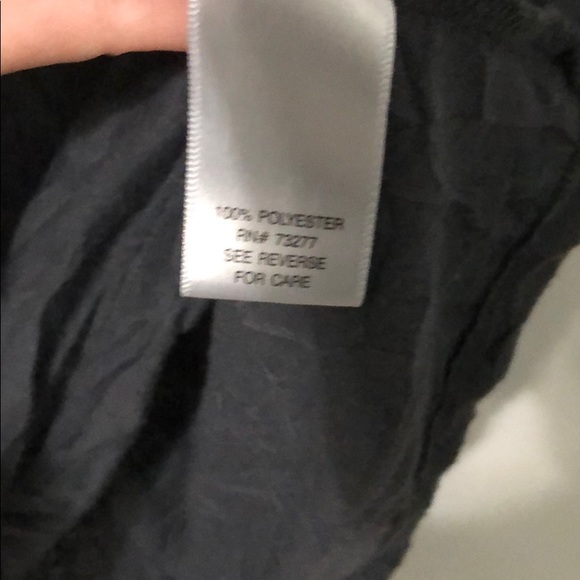 100% POLYESTER
RN# 73277
SEE REVERSE
FOR CARE